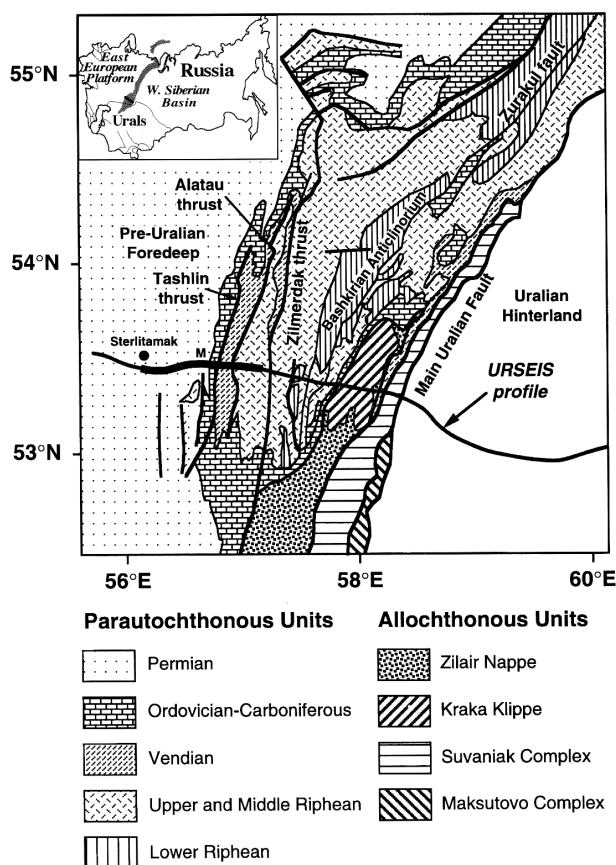 East
European
Platform
Russia
W. Siberian
Basin
Urals
55°N
54°N
53°N
Zurakul fault
Alatau
thrust
Pre-Uralian
Foredeep
Tashlin
thrust
Zilmerdak thrust
Bashkirian Anticlinorium
Main Uralian Fault
Uralian
Hinterland
Sterlitamak
M
URSEIS
profile
56°E
58°E
60°E
Parautochthonous Units
Permian
Ordovician-Carboniferous
Vendian
Upper and Middle Riphean
Lower Riphean
Allochthonous Units
Zilair Nappe
Kraka Klippe
Suvaniak Complex
Maksutovo Complex